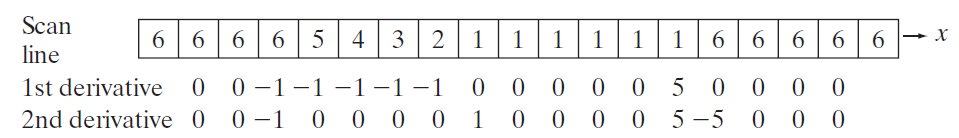 Scan
line
6 6 6 6 5 4 3 2 1 1 1 1 1 1 6 6 6 6 6 → x
1st derivative 0 0 −1 −1 −1 −1 −1 0 0 0 0 0 5 0 0 0 0
2nd derivative 0 0 −1 0 0 0 0 1 0 0 0 0 5 −5 0 0 0